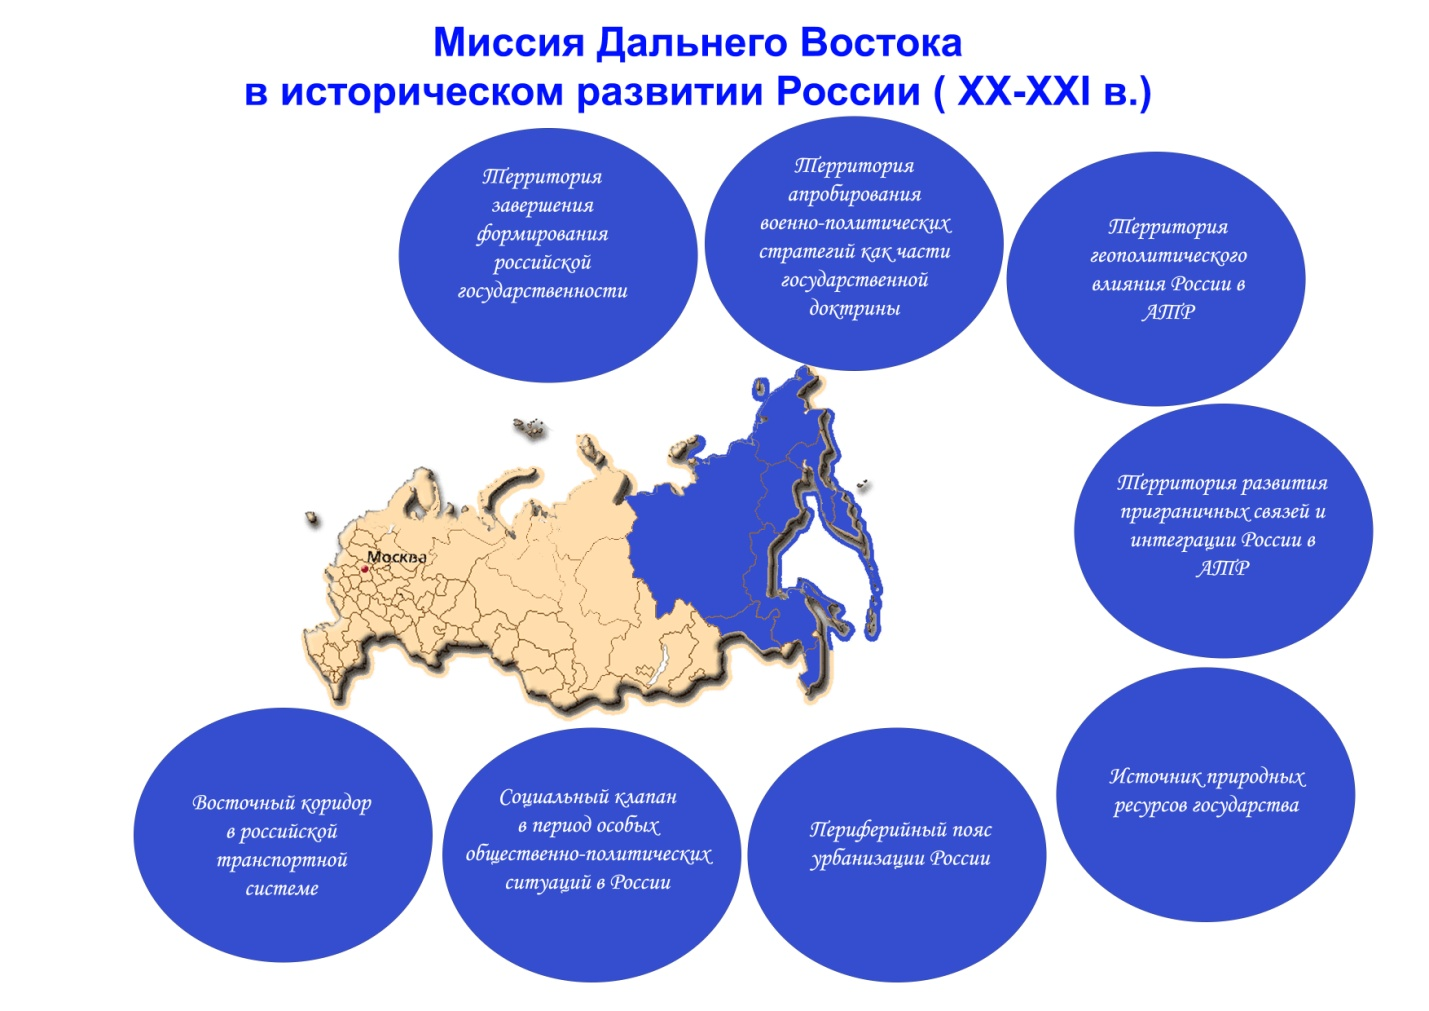 Миссия Дальнего Востока
в историческом развитии России ( XX-XXI в.)
Территория
завершения
формирования
российской
государственности
Территория
апробирования
военно-политических
стратегий как части
государственной
доктрины
Территория
геополитического
влияния России в
АТР
Территория развития
приграничных связей и
интеграции России в
АТР
Москва
Источник природных
ресурсов государства
Восточный коридор
в российской
транспортной
системе
Социальный клапан
в период особых
общественно-политических
ситуаций в России
Периферийный пояс
урбанизации России